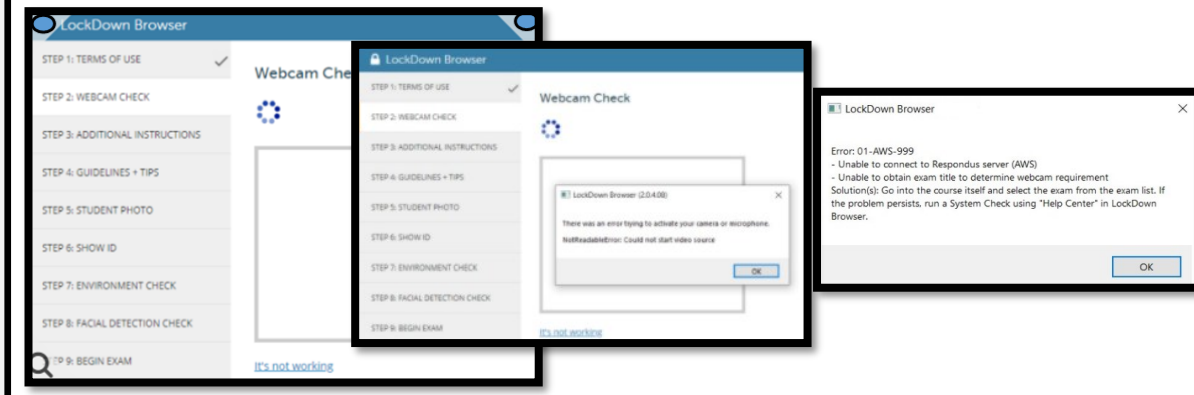 LockDown Browser
STEP 1: TERMS OF USE
STEP 2: WEBCAM CHECK
STEP 3: ADDITIONAL INSTRUCTIONS
STEP 4: GUIDELINES + TIPS
STEP 5: STUDENT PHOTO
STEP 6: SHOW ID
STEP 7: ENVIRONMENT CHECK
STEP 8: FACIAL DETECTION CHECK
9: BEGIN EXAM
Webcam Che
It's not working
LockDown Browser
STEP 1: TERMS OF USE
STEP 2: WEBCAM CHECK
STEP 3: ADDITIONAL INSTRUCTIONS
STEP 4: GUIDELINES + TIPS
STEP 5: STUDENT PHOTO
STEP 6: SHOW ID
STEP 7: ENVIRONMENT CHECK
STEP 8: FACIAL DETECTION CHECK
STEP 9: BEGIN EXAM
Webcam Check
LockDown Browser (2.0.4.08)
There was an error trying to activate your camera or microphone.
NotReadableError: Could not start video source
OK
It's not working
LockDown Browser
Error: 01-AWS-999
- Unable to connect to Respondus server (AWS)
- Unable to obtain exam title to determine webcam requirement
Solution(s): Go into the course itself and select the exam from the exam list. If
the problem persists, run a System Check using "Help Center" in LockDown
Browser.
OK